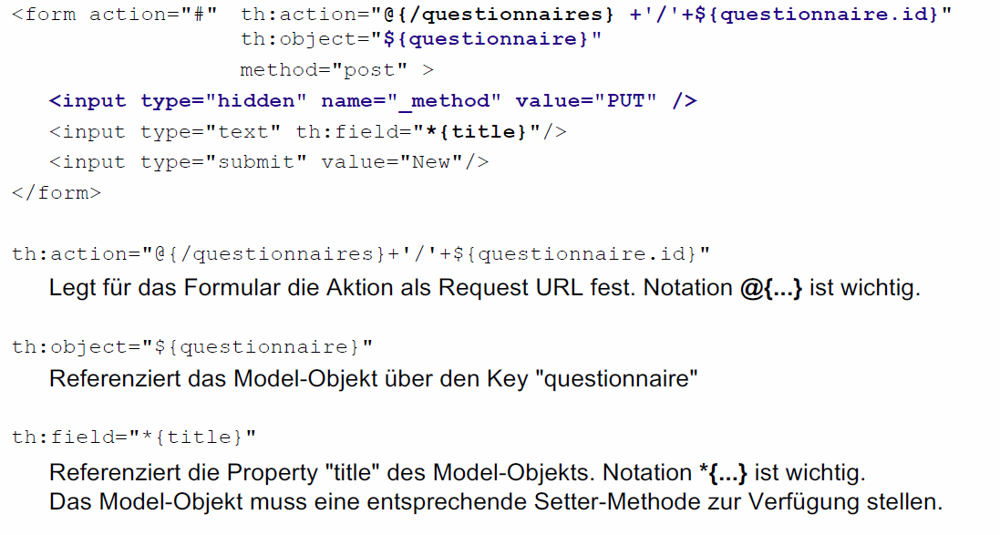 <form action="#"  th:action="@{/questionnaires} +'/'+${questionnaire.id}"
th:object="${questionnaire}"
method="post" >
<input type="hidden" name="_method" value="PUT" />
<input type="text" th:field="*{title}"/>
<input type="submit" value="New"/>
</form>
th:action="@{/questionnaires}+'/'+${questionnaire.id}"
Legt für das Formular die Aktion als Request URL fest. Notation @{...} ist wichtig.
th:object="${questionnaire}"
Referenziert das Model-Objekt über den Key "questionnaire"
th:field="*{title}"
Referenziert die Property "title" des Model-Objekts. Notation *{...} ist wichtig.
Das Model-Objekt muss eine entsprechende Setter-Methode zur Verfügung stellen.